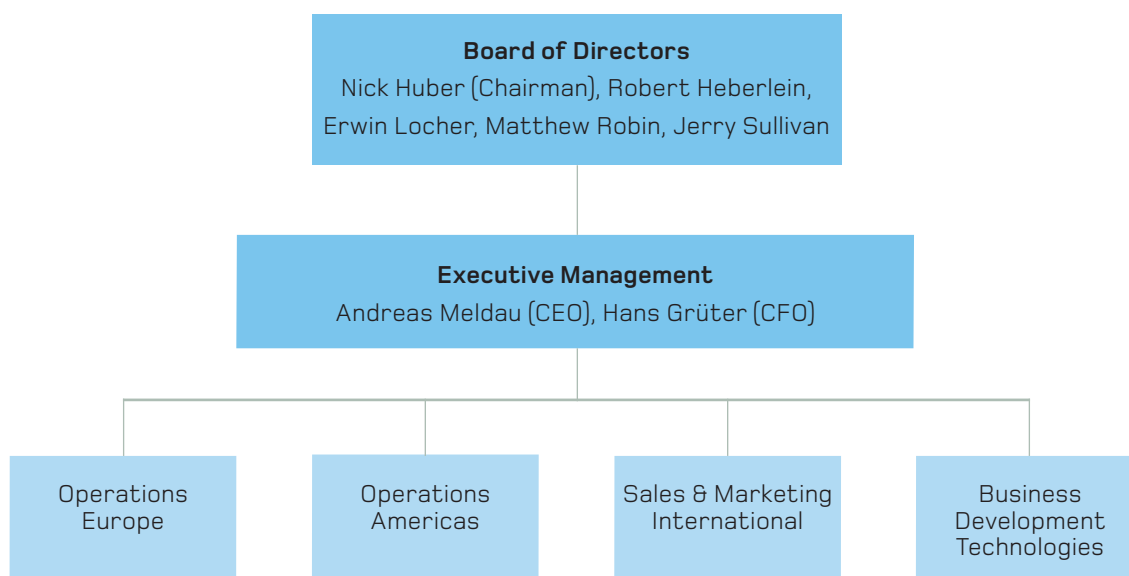 Board of Directors
Nick Huber (Chairman), Robert Heberlein,
Erwin Locher, Matthew Robin, Jerry Sullivan
Executive Management
Andreas Meldau (CEO), Hans Grüter (CFO)
Operations
Europe
Operations
Americas
Sales & Marketing
International
Business
Development
Technologies